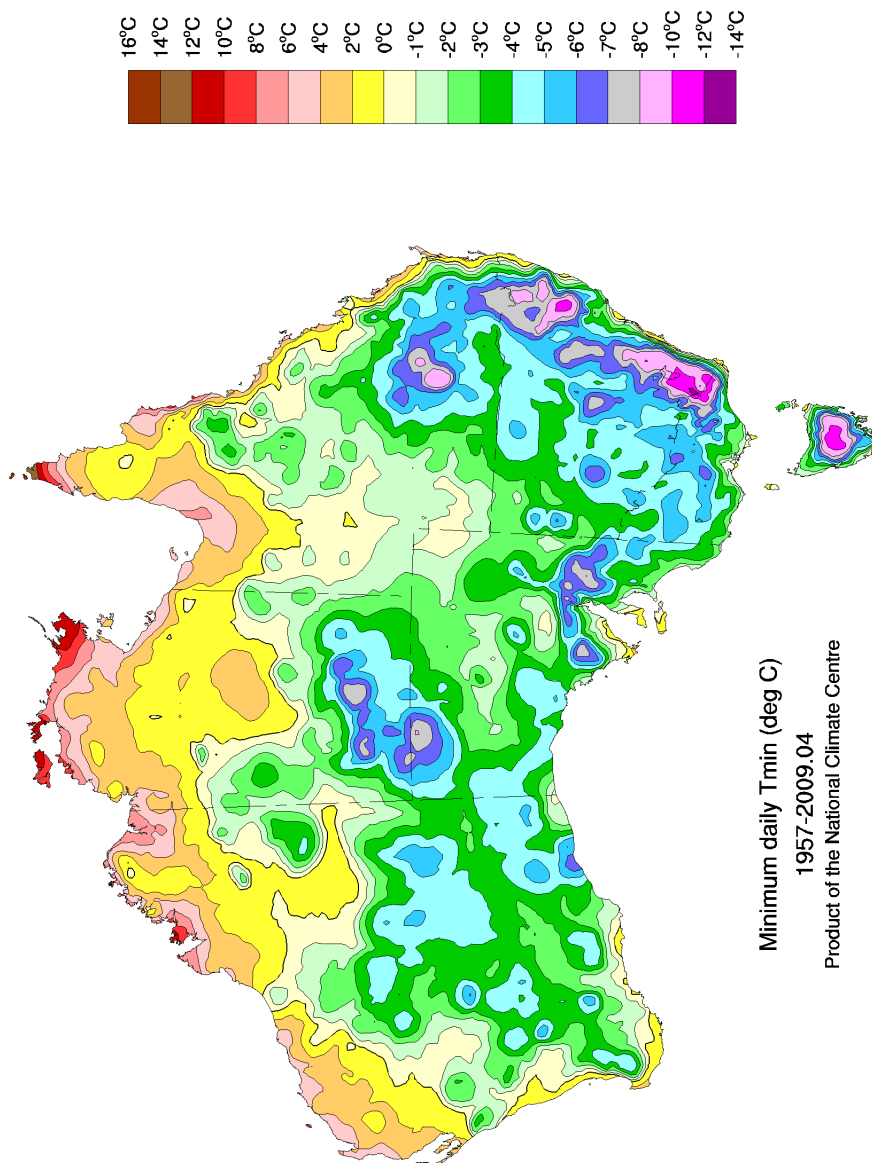 16°C
14°C
12°C
10°C
8°C
6°C
4°C
2°C
0°C
-1°C
-2°C
-3°C
-4°C
-5°C
-6°C
-7°C
-8°C
-10°C
-12°C
-14°C
Minimum daily Tmin (deg C)
1957-2009.04
Product of the National Climate Centre